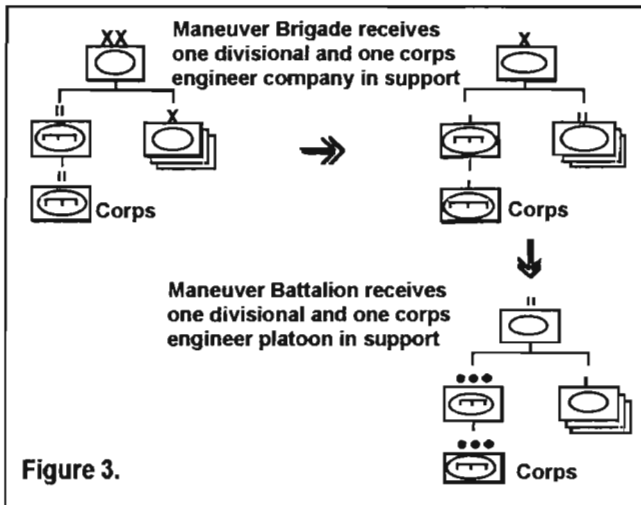 Maneuver Brigade receives
one divisional and one corps
engineer company in support
XX
X
II
X
I
II
II
I
Corps
Corps
Maneuver Battalion receives
one divisional and one corps
engineer platoon in support
II
•••
I
•••
Corps
Figure 3.